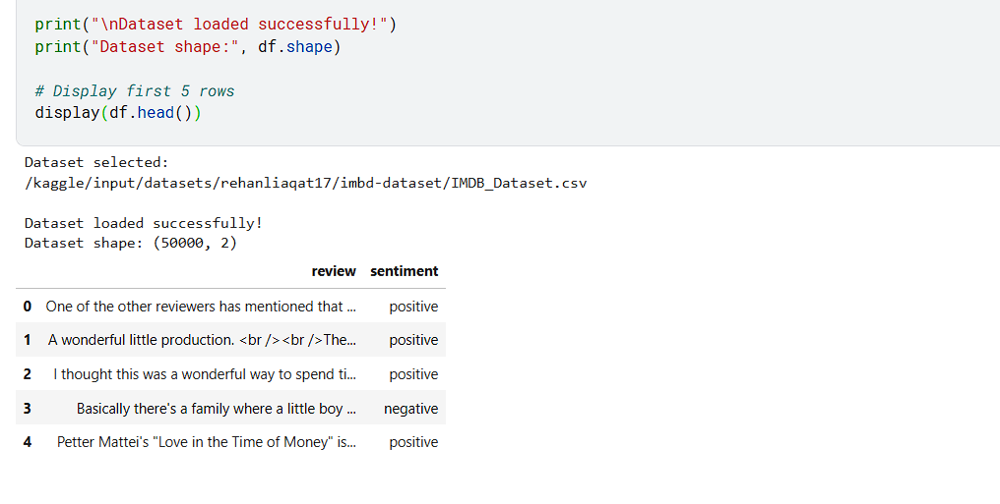 print("\nDataset loaded successfully!")
print("Dataset shape:", df.shape)
# Display first 5 rows
display(df.head())
Dataset selected:
/kaggle/input/datasets/rehanliaqat17/imbd-dataset/IMDB_Dataset.csv
Dataset loaded successfully!
Dataset shape: (50000, 2)
review sentiment
0 One of the other reviewers has mentioned that ... positive
1 A wonderful little production. <br /><br />The... positive
2 I thought this was a wonderful way to spend ti... positive
3 Basically there's a family where a little boy ... negative
4 Petter Mattei's "Love in the Time of Money" is... positive